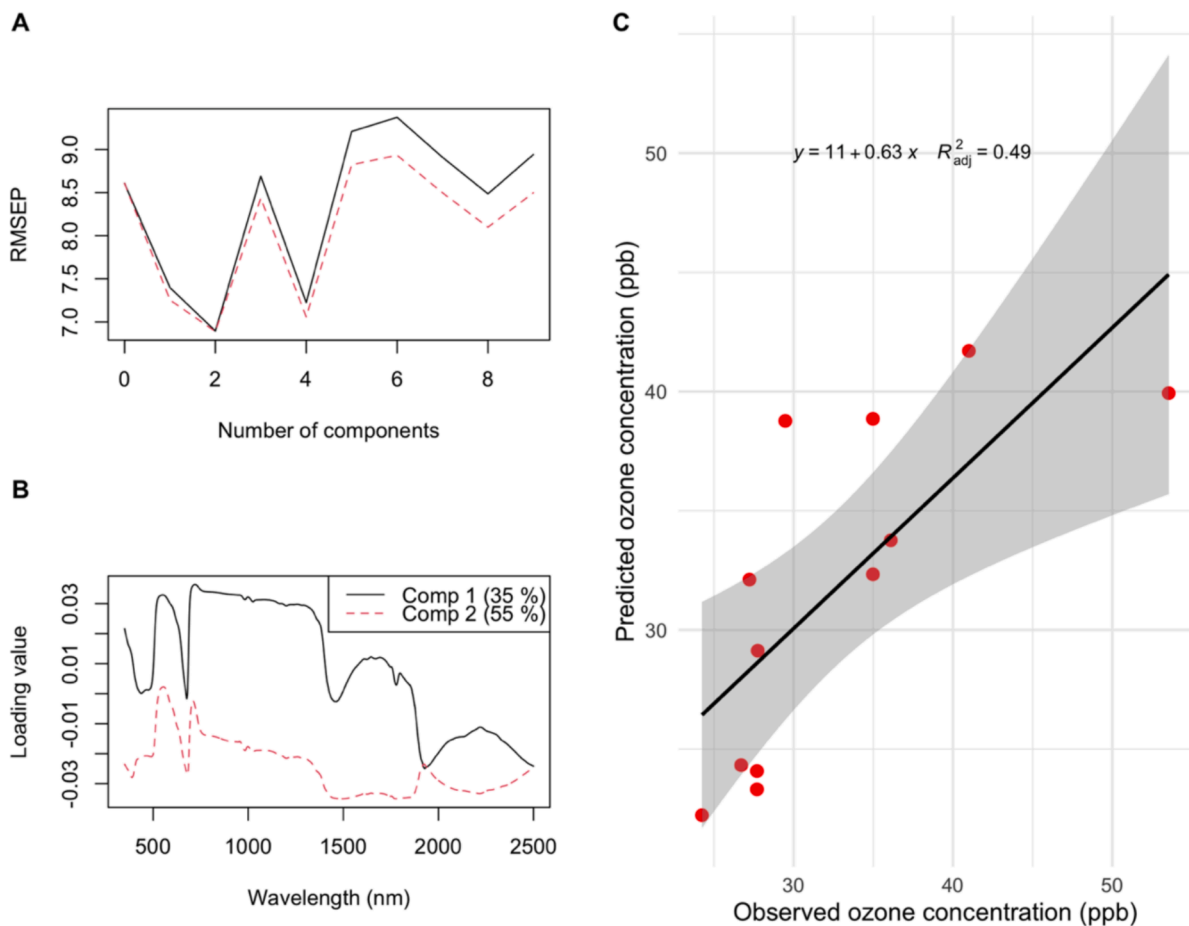 A
RMSEP
7.0 7.5 8.0 8.5 9.0
0 2 4 6 8
Number of components
B
Loading value
-0.03 -0.01 0.01 0.03
Comp 1 (35 %)
Comp 2 (55 %)
500 1000 1500 2000 2500
Wavelength (nm)
C
y = 11 + 0.63 x R²adj = 0.49
Predicted ozone concentration (ppb)
50
40
30
30 40 50
Observed ozone concentration (ppb)